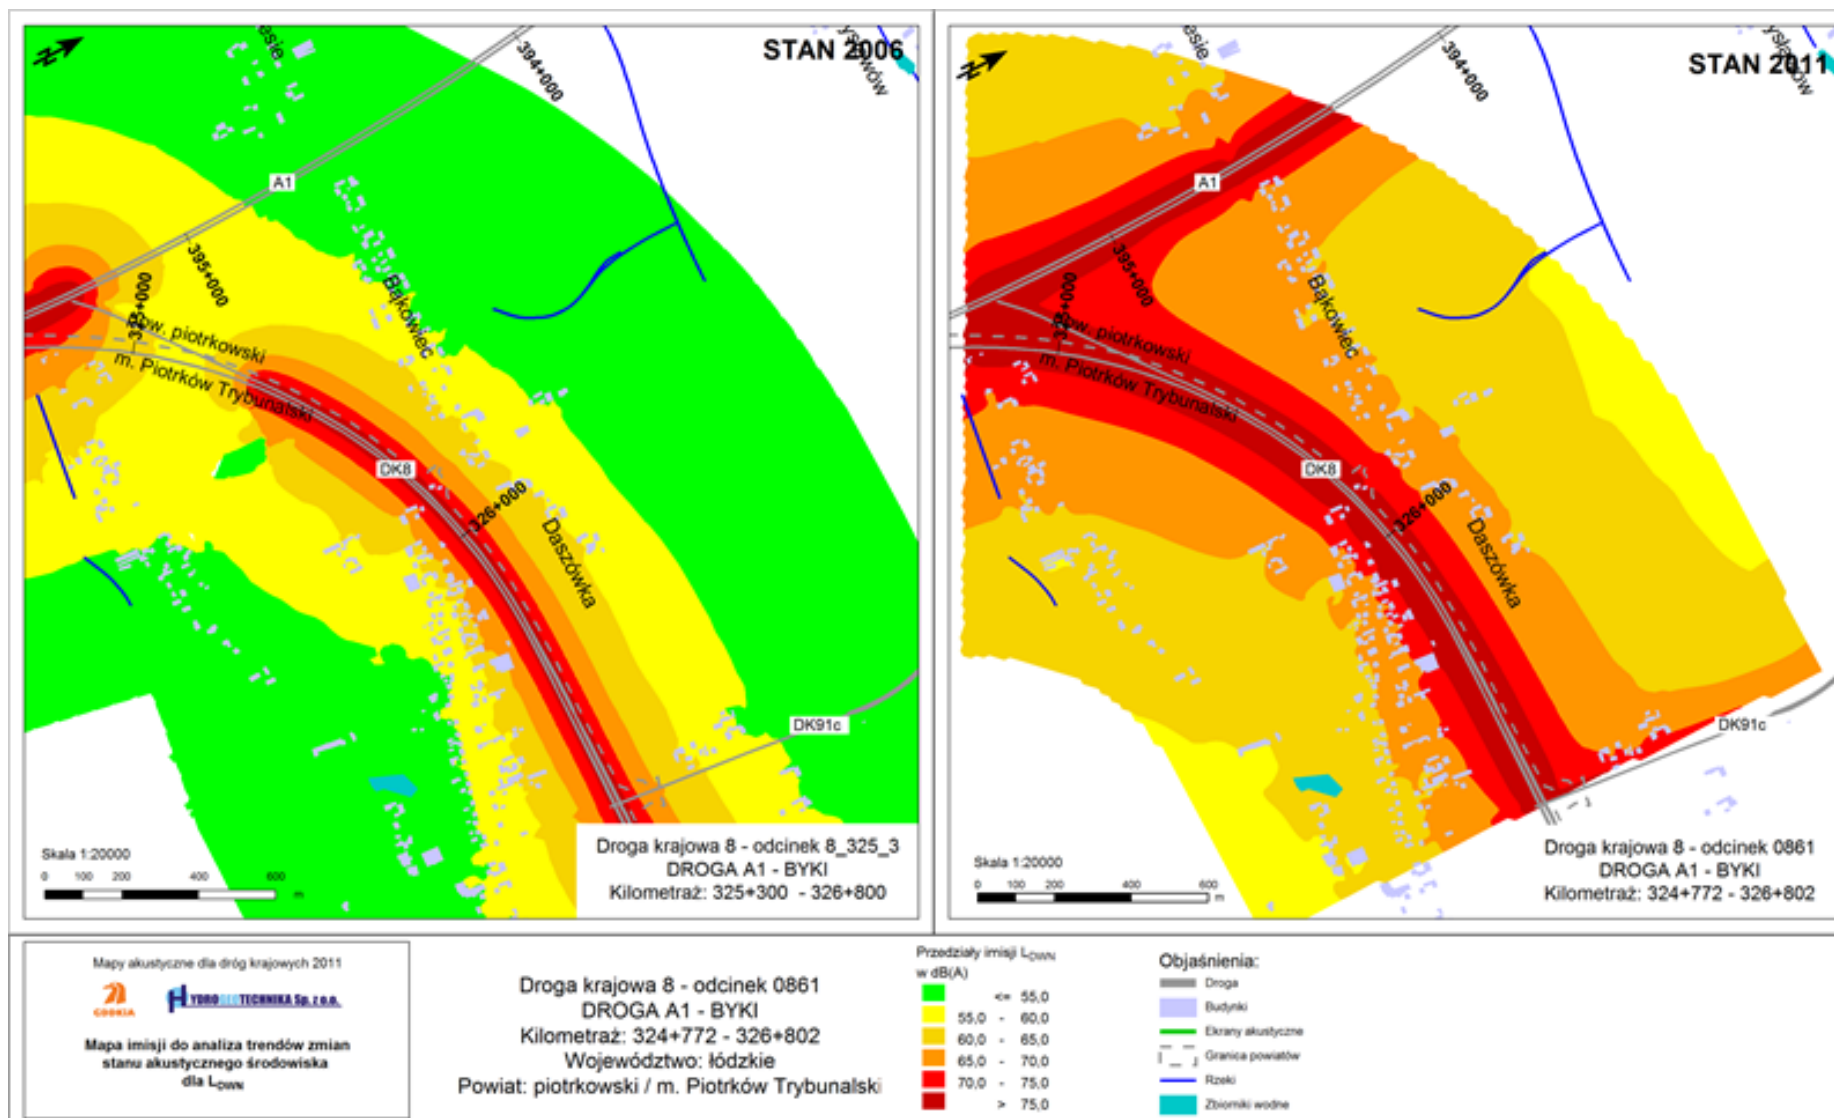 STAN 2006
esie
ysławów
394+000
A1
395+000
325+000
Bąkowiec
pow. piotrkowski
m. Piotrków Trybunalski
DK8
326+000
Daszówka
DK91c
Skala 1:20000
0 100 200 400 600 m
Droga krajowa 8 - odcinek 8_325_3
DROGA A1 - BYKI
Kilometraż: 325+300 - 326+800
STAN 2011
esie
ysławów
394+000
A1
395+000
325+000
Bąkowiec
pow. piotrkowski
m. Piotrków Trybunalski
DK8
326+000
Daszówka
DK91c
Skala 1:20000
0 100 200 400 600 m
Droga krajowa 8 - odcinek 0861
DROGA A1 - BYKI
Kilometraż: 324+772 - 326+802
Mapy akustyczne dla dróg krajowych 2011
GDDKIA
HYDROGEOTECHNIKA Sp. z o.o.
Mapa imisji do analiza trendów zmian
stanu akustycznego środowiska
dla LDWN
Droga krajowa 8 - odcinek 0861
DROGA A1 - BYKI
Kilometraż: 324+772 - 326+802
Województwo: łódzkie
Powiat: piotrkowski / m. Piotrków Trybunalski
Przedziały imisji LDWN
w dB(A)
<= 55,0
55,0 - 60,0
60,0 - 65,0
65,0 - 70,0
70,0 - 75,0
> 75,0
Objaśnienia:
Droga
Budynki
Ekrany akustyczne
Granica powiatów
Rzeki
Zbiorniki wodne